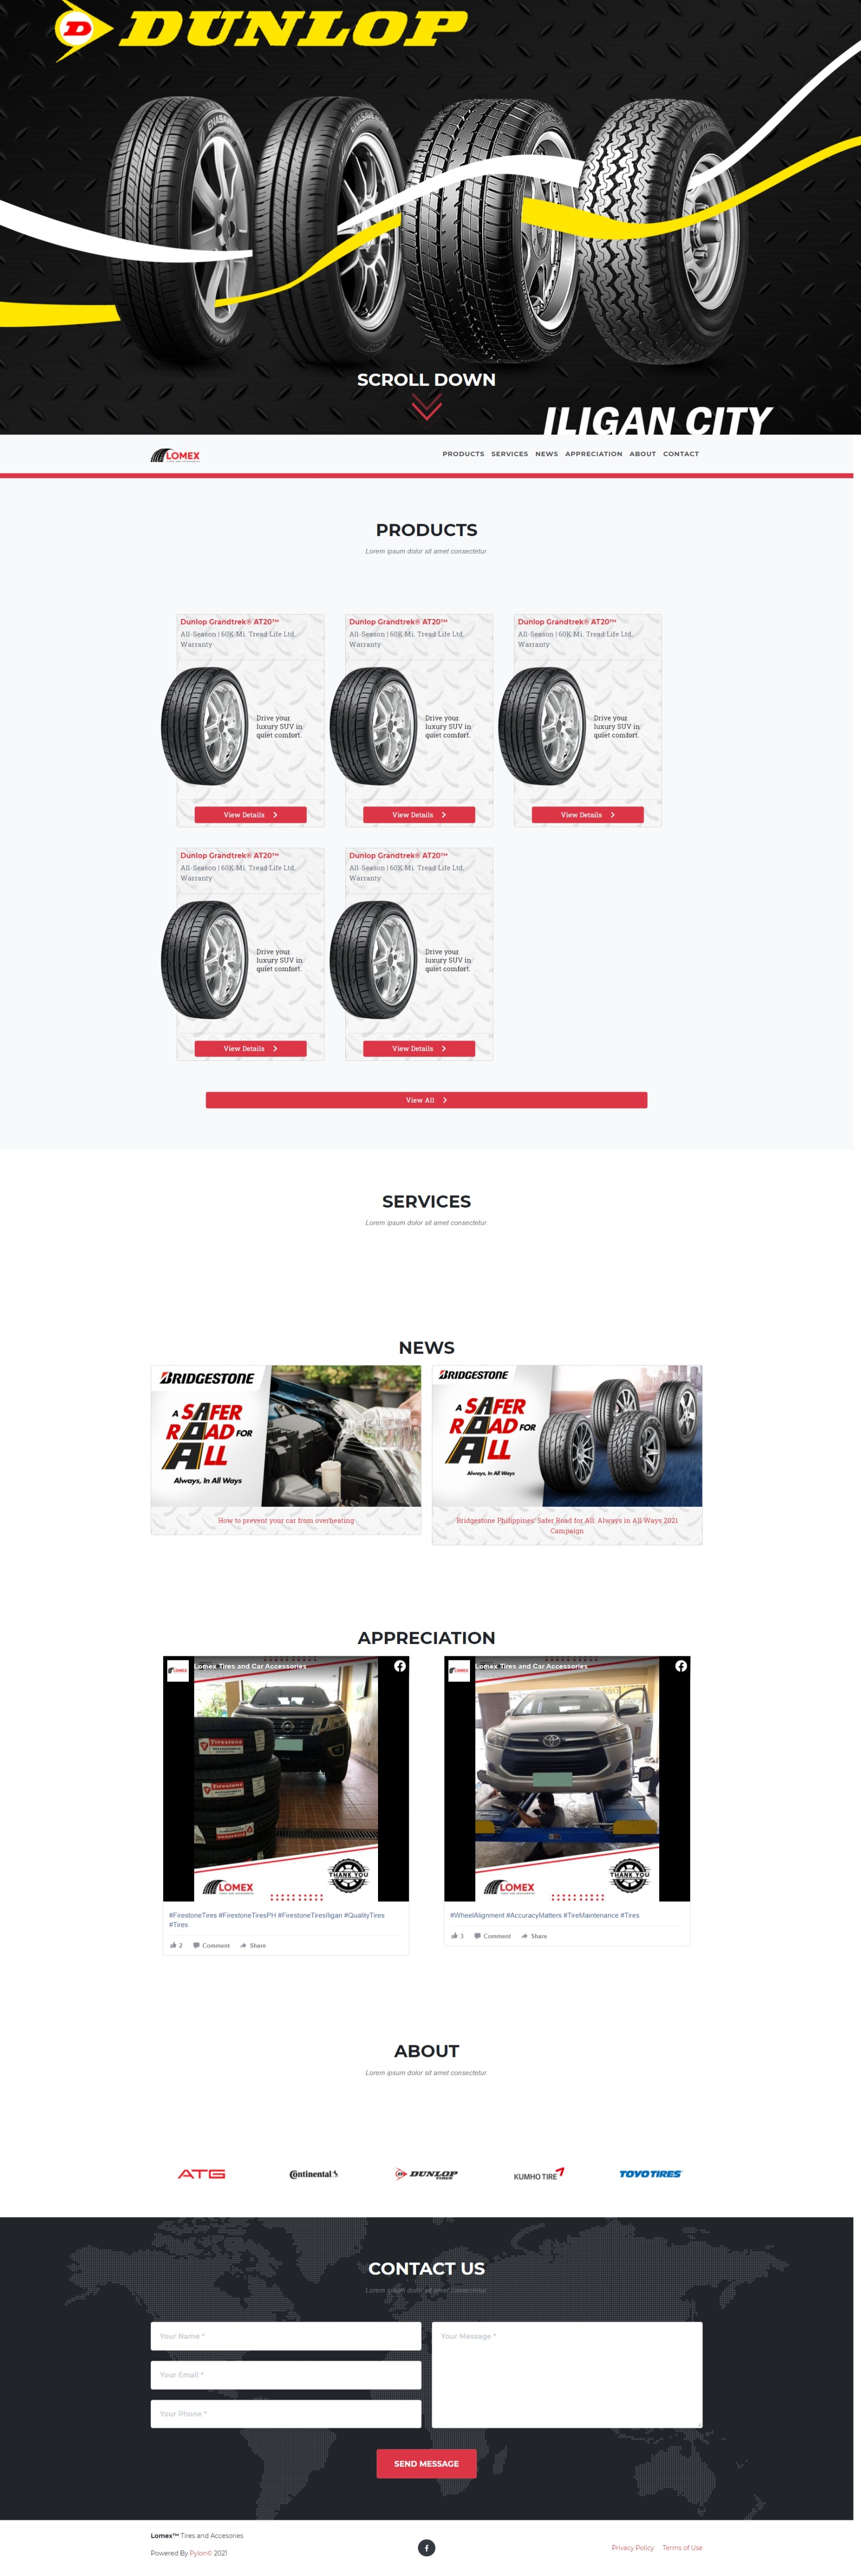 DUNLOP
SCROLL DOWN
ILIGAN CITY
LOMEX
PRODUCTS SERVICES NEWS APPRECIATION ABOUT CONTACT
PRODUCTS
Lorem ipsum dolor sit amet consectetur.
Dunlop Grandtrek® AT20™
All-Season | 60K Mi. Tread Life Ltd.
Warranty
Drive your
luxury SUV in
quiet comfort.
View Details
Dunlop Grandtrek® AT20™
All-Season | 60K Mi. Tread Life Ltd.
Warranty
Drive your
luxury SUV in
quiet comfort.
View Details
Dunlop Grandtrek® AT20™
All-Season | 60K Mi. Tread Life Ltd.
Warranty
Drive your
luxury SUV in
quiet comfort.
View Details
Dunlop Grandtrek® AT20™
All-Season | 60K Mi. Tread Life Ltd.
Warranty
Drive your
luxury SUV in
quiet comfort.
View Details
Dunlop Grandtrek® AT20™
All-Season | 60K Mi. Tread Life Ltd.
Warranty
Drive your
luxury SUV in
quiet comfort.
View Details
View All
SERVICES
Lorem ipsum dolor sit amet consectetur.
NEWS
BRIDGESTONE
A SAFER
ROAD FOR
ALL
Always, In All Ways
How to prevent your car from overheating
BRIDGESTONE
A SAFER
ROAD FOR
ALL
Always, In All Ways
Bridgestone Philippines' Safer Road for All: Always in All Ways 2021
Campaign
APPRECIATION
LOMEX
Lomex Tires and Car Accessories
Firestone
Firestone
Firestone
LOMEX
THANK YOU
#FirestoneTires #FirestoneTiresPH #FirestoneTiresIligan #QualityTires
#Tires
2 Comment Share
LOMEX
Lomex Tires and Car Accessories
LOMEX
THANK YOU
#WheelAlignment #AccuracyMatters #TireMaintenance #Tires
3 Comment Share
ABOUT
Lorem ipsum dolor sit amet consectetur.
ATG
Continental
DUNLOP
TIRES
KUMHO TIRE
TOYO TIRES
CONTACT US
Lorem ipsum dolor sit amet consectetur.
Your Name *
Your Email *
Your Phone *
Your Message *
SEND MESSAGE
Lomex™ Tires and Accesories
Powered By Pylon© 2021
Privacy Policy Terms of Use